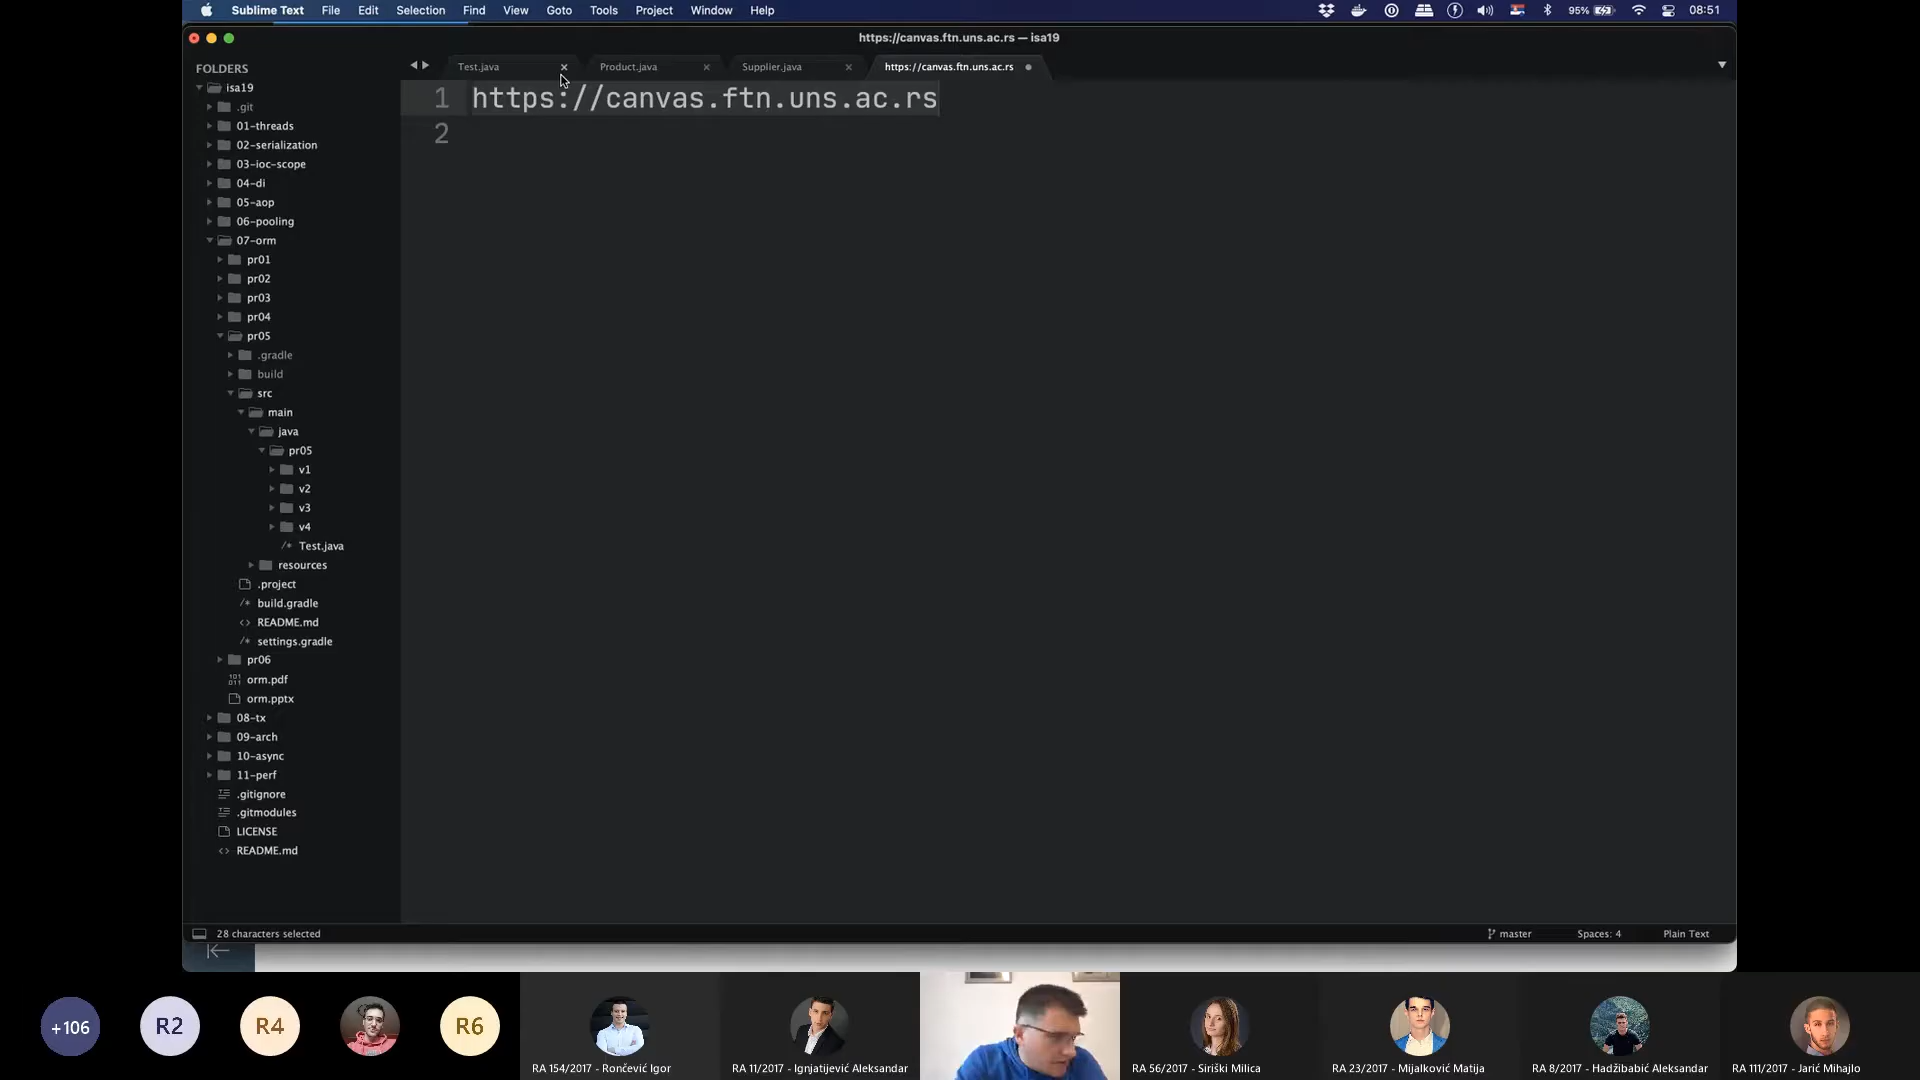 Sublime Text File Edit Selection Find View Goto Tools Project Window Help 95% 08:51
https://canvas.ftn.uns.ac.rs — isa19
FOLDERS
Test.java Product.java Supplier.java https://canvas.ftn.uns.ac.rs
isa19
.git
01-threads
02-serialization
03-ioc-scope
04-di
05-aop
06-pooling
07-orm
pr01
pr02
pr03
pr04
pr05
.gradle
build
src
main
java
pr05
v1
v2
v3
v4
/* Test.java
resources
.project
/* build.gradle
<> README.md
/* settings.gradle
pr06
orm.pdf
orm.pptx
08-tx
09-arch
10-async
11-perf
.gitignore
.gitmodules
LICENSE
<> README.md
1 https://canvas.ftn.uns.ac.rs
2
28 characters selected master Spaces: 4 Plain Text
+106 R2 R4 R6
RA 154/2017 - Rončević Igor
RA 11/2017 - Ignjatijević Aleksandar
RA 56/2017 - Siriški Milica
RA 23/2017 - Mijalković Matija
RA 8/2017 - Hadžibabić Aleksandar
RA 111/2017 - Jarić Mihajlo